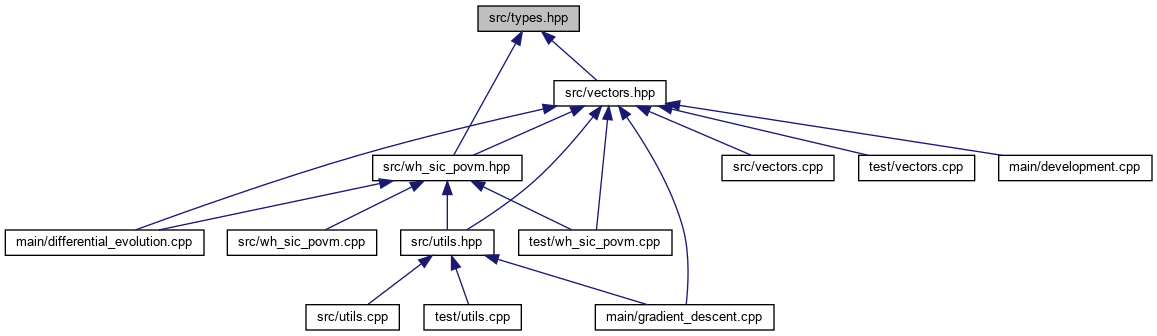 src/types.hpp
src/vectors.hpp
src/wh_sic_povm.hpp
src/vectors.cpp
test/vectors.cpp
main/development.cpp
main/differential_evolution.cpp
src/wh_sic_povm.cpp
src/utils.hpp
test/wh_sic_povm.cpp
src/utils.cpp
test/utils.cpp
main/gradient_descent.cpp